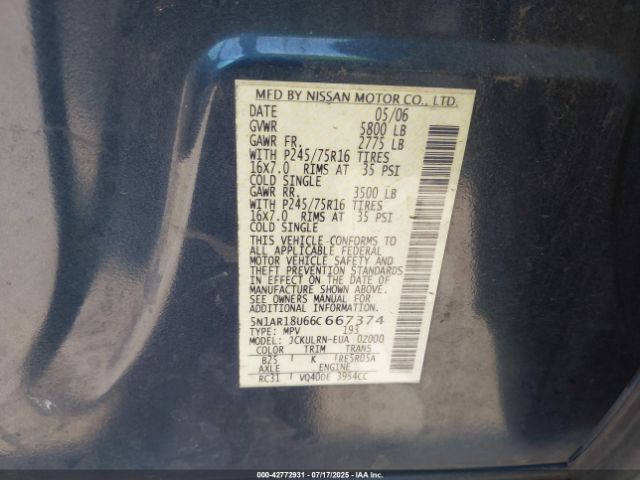 MFD BY NISSAN MOTOR CO., LTD.
DATE 05/06
GVWR 5800 LB
GAWR FR. 2775 LB
WITH P245/75R16 TIRES
16x7.0 RIMS AT 35 PSI
COLD SINGLE
GAWR RR. 3500 LB
WITH P245/75R16 TIRES
16x7.0 RIMS AT 35 PSI
COLD SINGLE
THIS VEHICLE CONFORMS TO
ALL APPLICABLE FEDERAL
MOTOR VEHICLE SAFETY AND
THEFT PREVENTION STANDARDS
IN EFFECT ON THE DATE OF
MANUFACTURE SHOWN ABOVE.
SEE OWNERS MANUAL FOR
ADDITIONAL INFORMATION.
5N1AR18U66C667374
TYPE: MPV 193
MODEL: JCKULRN-EUA 02000
COLOR TRIM TRANS
B25 K RE5R05A
AXLE ENGINE
RC31 VQ40DE 3954CC
000-42772931 - 07/17/2025 - IAAI.COM